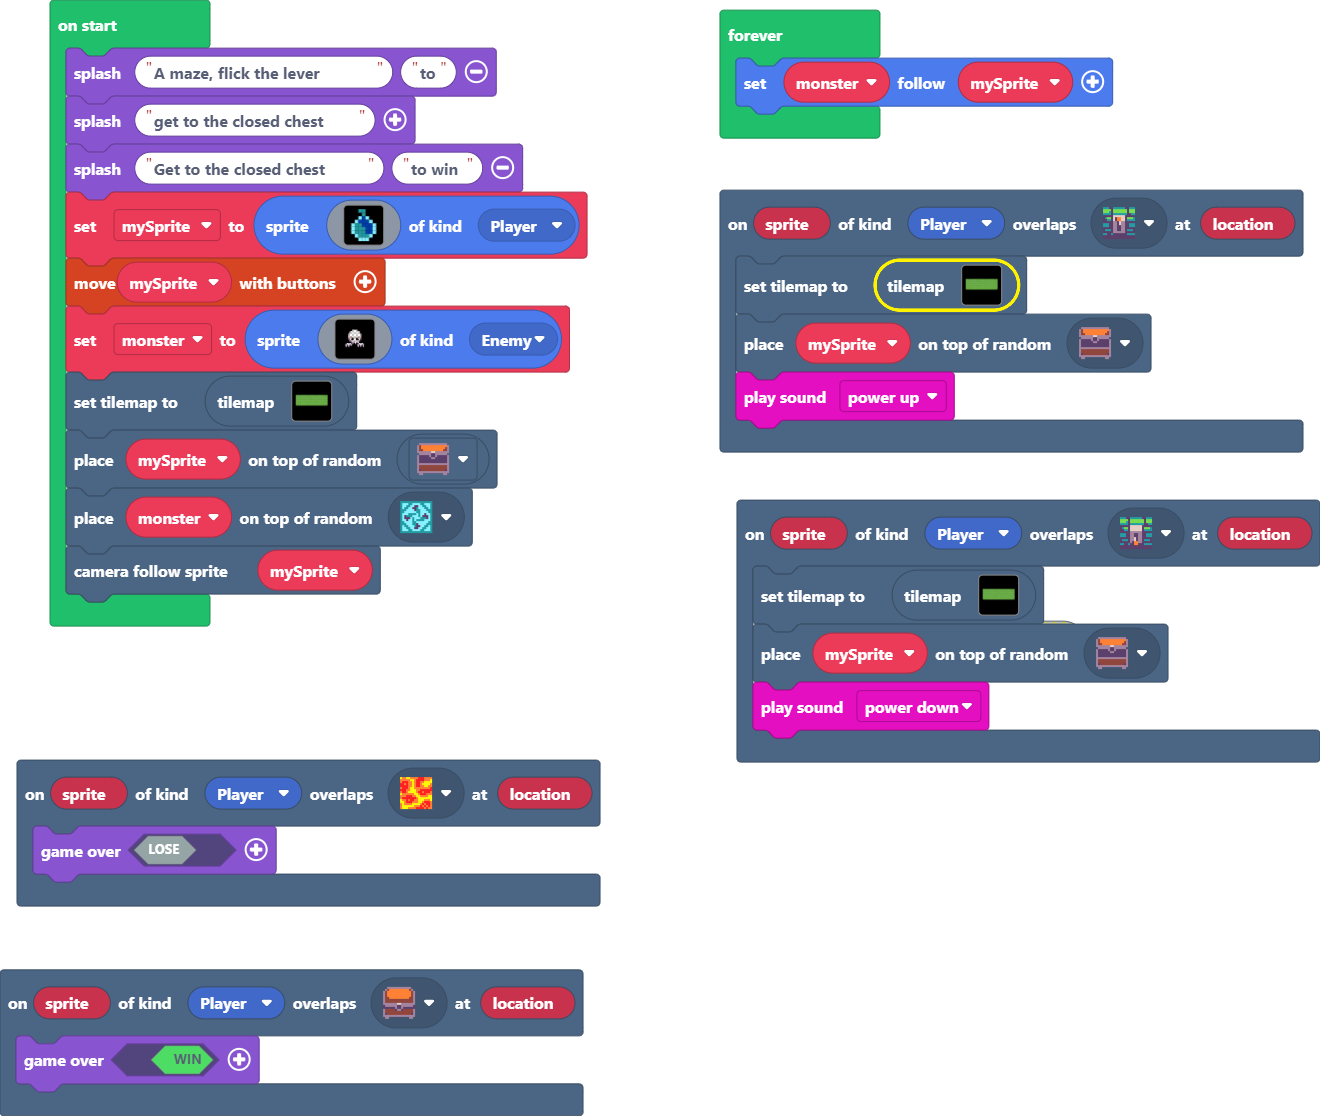 on start
splash "A maze, flick the lever " "to "
splash "get to the closed chest "
splash "Get to the closed chest " "to win "
set mySprite to sprite of kind Player
move mySprite with buttons
set monster to sprite of kind Enemy
set tilemap to tilemap
place mySprite on top of random
place monster on top of random
camera follow sprite mySprite
on sprite of kind Player overlaps at location
game over LOSE
on sprite of kind Player overlaps at location
game over WIN
forever
set monster follow mySprite
on sprite of kind Player overlaps at location
set tilemap to tilemap
place mySprite on top of random
play sound power up
on sprite of kind Player overlaps at location
set tilemap to tilemap
place mySprite on top of random
play sound power down